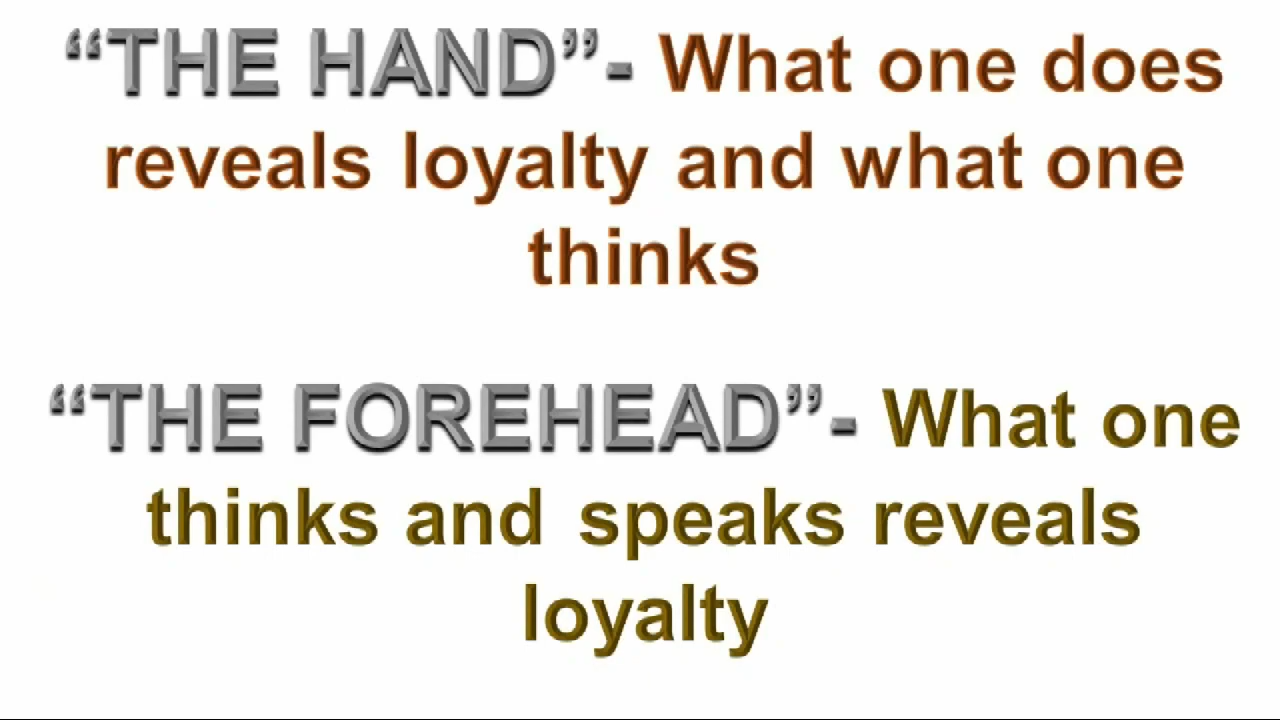 “THE HAND”- What one does
reveals loyalty and what one
thinks
“THE FOREHEAD”- What one
thinks and speaks reveals
loyalty